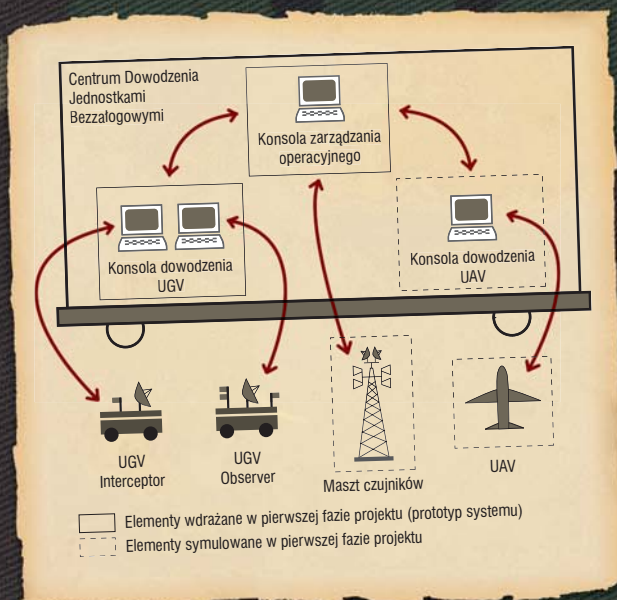 Centrum Dowodzenia
Jednostkami
Bezzałogowymi
Konsola zarządzania
operacyjnego
Konsola dowodzenia
UGV
Konsola dowodzenia
UAV
UGV
Interceptor
UGV
Observer
Maszt czujników
UAV
Elementy wdrażane w pierwszej fazie projektu (prototyp systemu)
Elementy symulowane w pierwszej fazie projektu